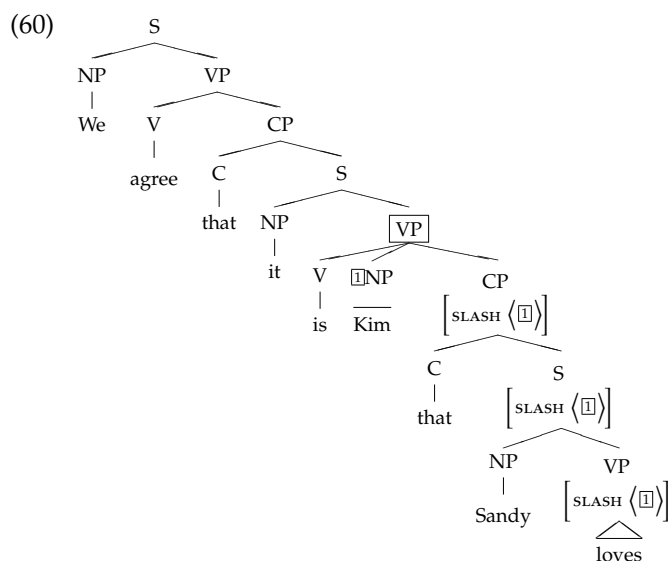 (60)
S
NP VP
We V CP
agree C S
that NP VP
it V 1NP CP
is Kim [SLASH ⟨1⟩]
C S
that [SLASH ⟨1⟩]
NP VP
Sandy [SLASH ⟨1⟩]
loves